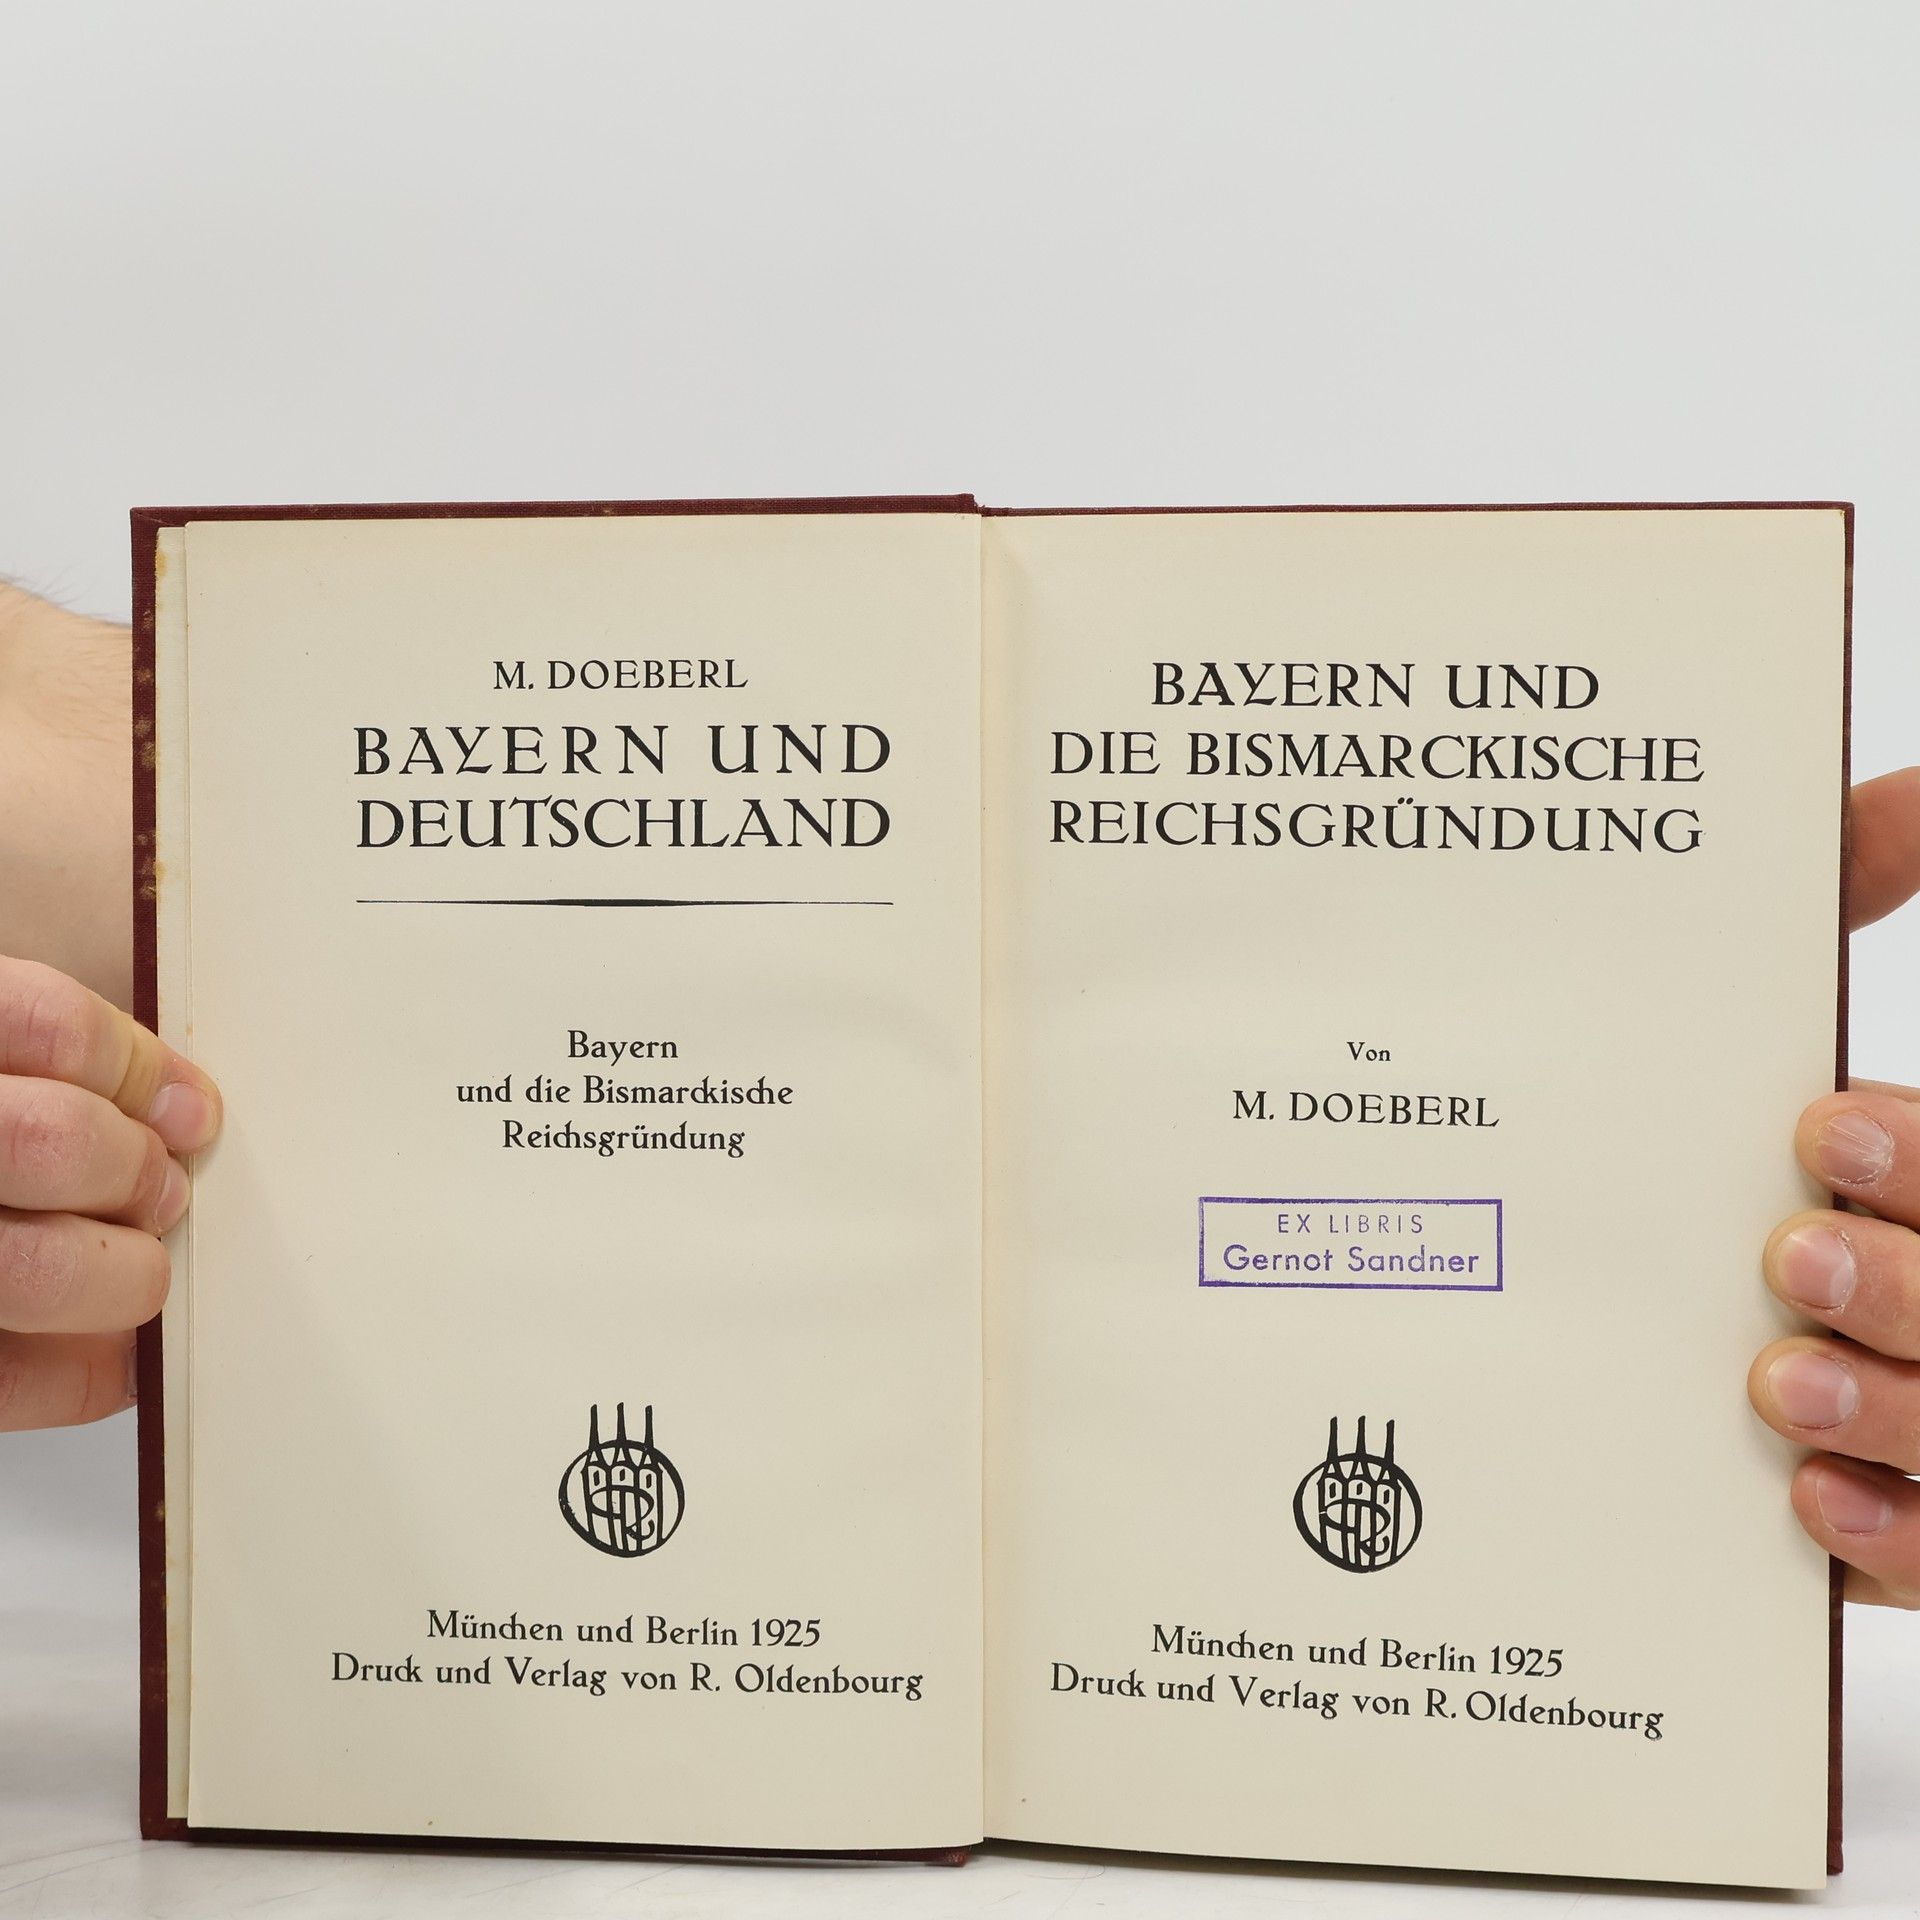 M. DOEBERL
BAYERN UND
DEUTSCHLAND
Bayern
und die Bismarckische
Reichsgründung
München und Berlin 1925
Druck und Verlag von R. Oldenbourg
BAYERN UND
DIE BISMARCKISCHE
REICHSGRÜNDUNG
Von
M. DOEBERL
EX LIBRIS
Gernot Sandner
München und Berlin 1925
Druck und Verlag von R. Oldenbourg